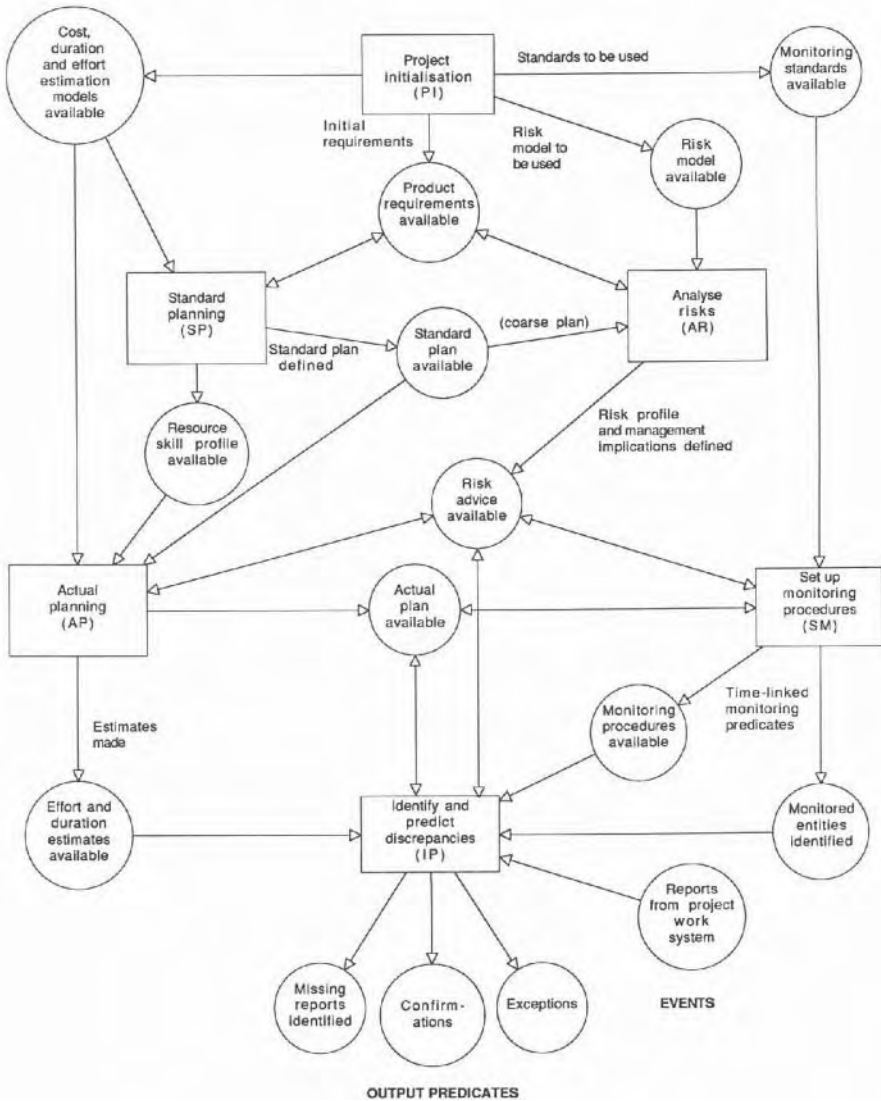 Cost,
duration
and effort
estimation
models
available
Project
initialisation
(PI)
Standards to be used
Monitoring
standards
available
Initial
requirements
Risk
model to
be used
Risk
model
available
Product
requirements
available
Standard
planning
(SP)
Standard plan
defined
Standard
plan
available
(coarse plan)
Analyse
risks
(AR)
Resource
skill profile
available
Risk profile
and management
implications defined
Risk
advice
available
Actual
planning
(AP)
Actual
plan
available
Set up
monitoring
procedures
(SM)
Estimates
made
Monitoring
procedures
available
Time-linked
monitoring
predicates
Effort and
duration
estimates
available
Identify and
predict
discrepancies
(IP)
Monitored
entities
identified
Reports
from project
work
system
Missing
reports
identified
Confirm-
ations
Exceptions
EVENTS
OUTPUT PREDICATES